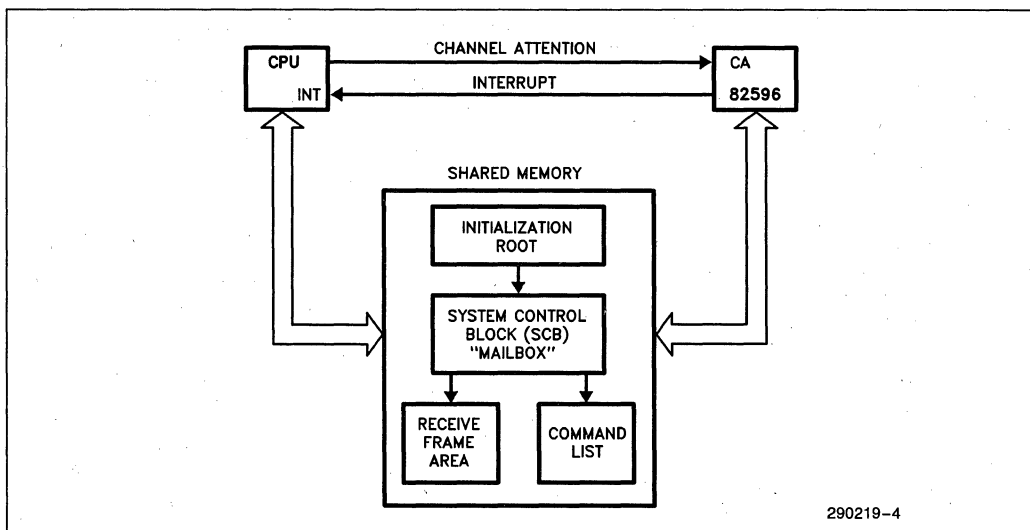 CHANNEL ATTENTION
CPU
CA
INTERRUPT
INT
82596
SHARED MEMORY
INITIALIZATION
ROOT
SYSTEM CONTROL
BLOCK (SCB)
"MAILBOX"
RECEIVE
FRAME
AREA
COMMAND
LIST
290219-4